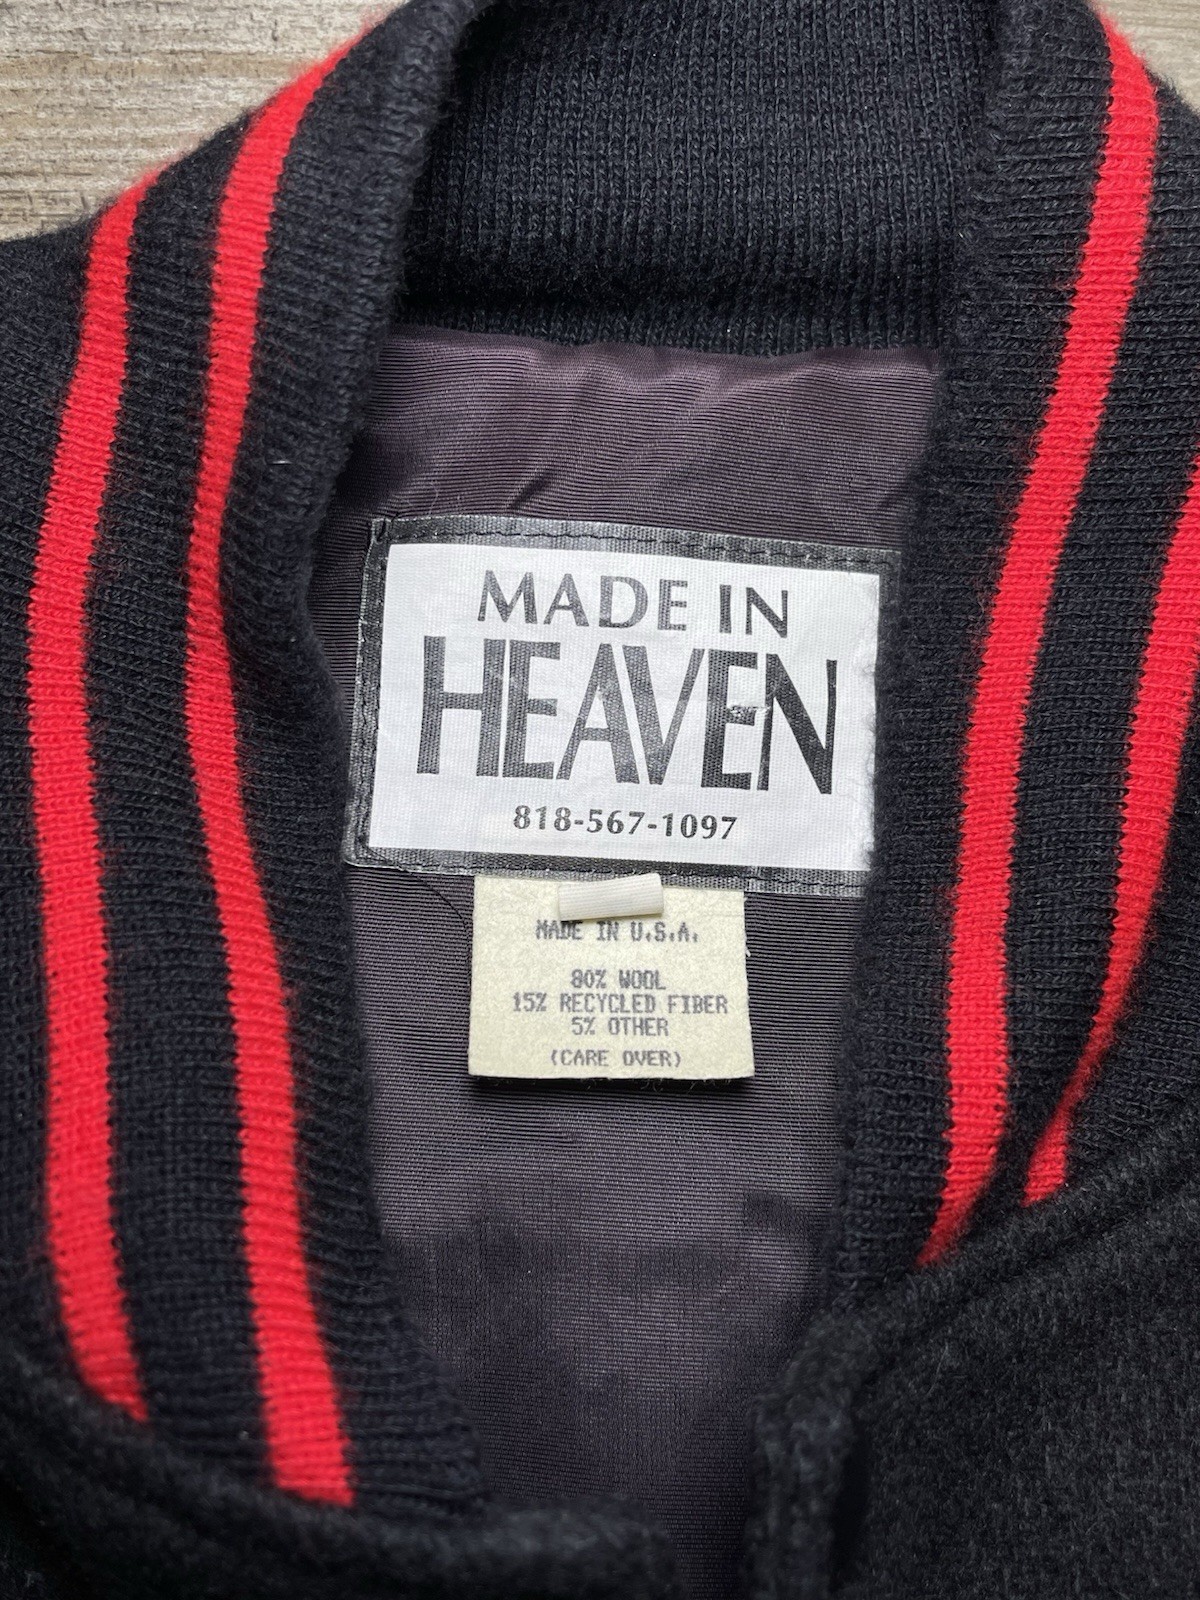 MADE IN
HEAVEN
818-567-1097
MADE IN U.S.A.
80% WOOL
15% RECYCLED FIBER
5% OTHER
(CARE OVER)